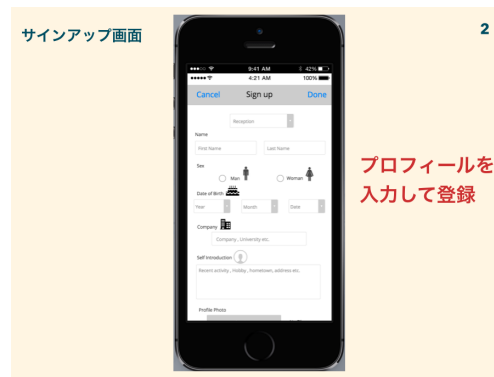 サインアップ画面
2
9:41 AM
42%
4:21 AM
100%
Cancel
Sign up
Done
Reception
Name
First Name
Last Name
Sex
Man
Woman
Date of Birth
Year
Month
Date
Company
Company , University etc.
Self Introduction
Recent activity , Hobby , hometown, address etc.
Profile Photo
プロフィールを
入力して登録